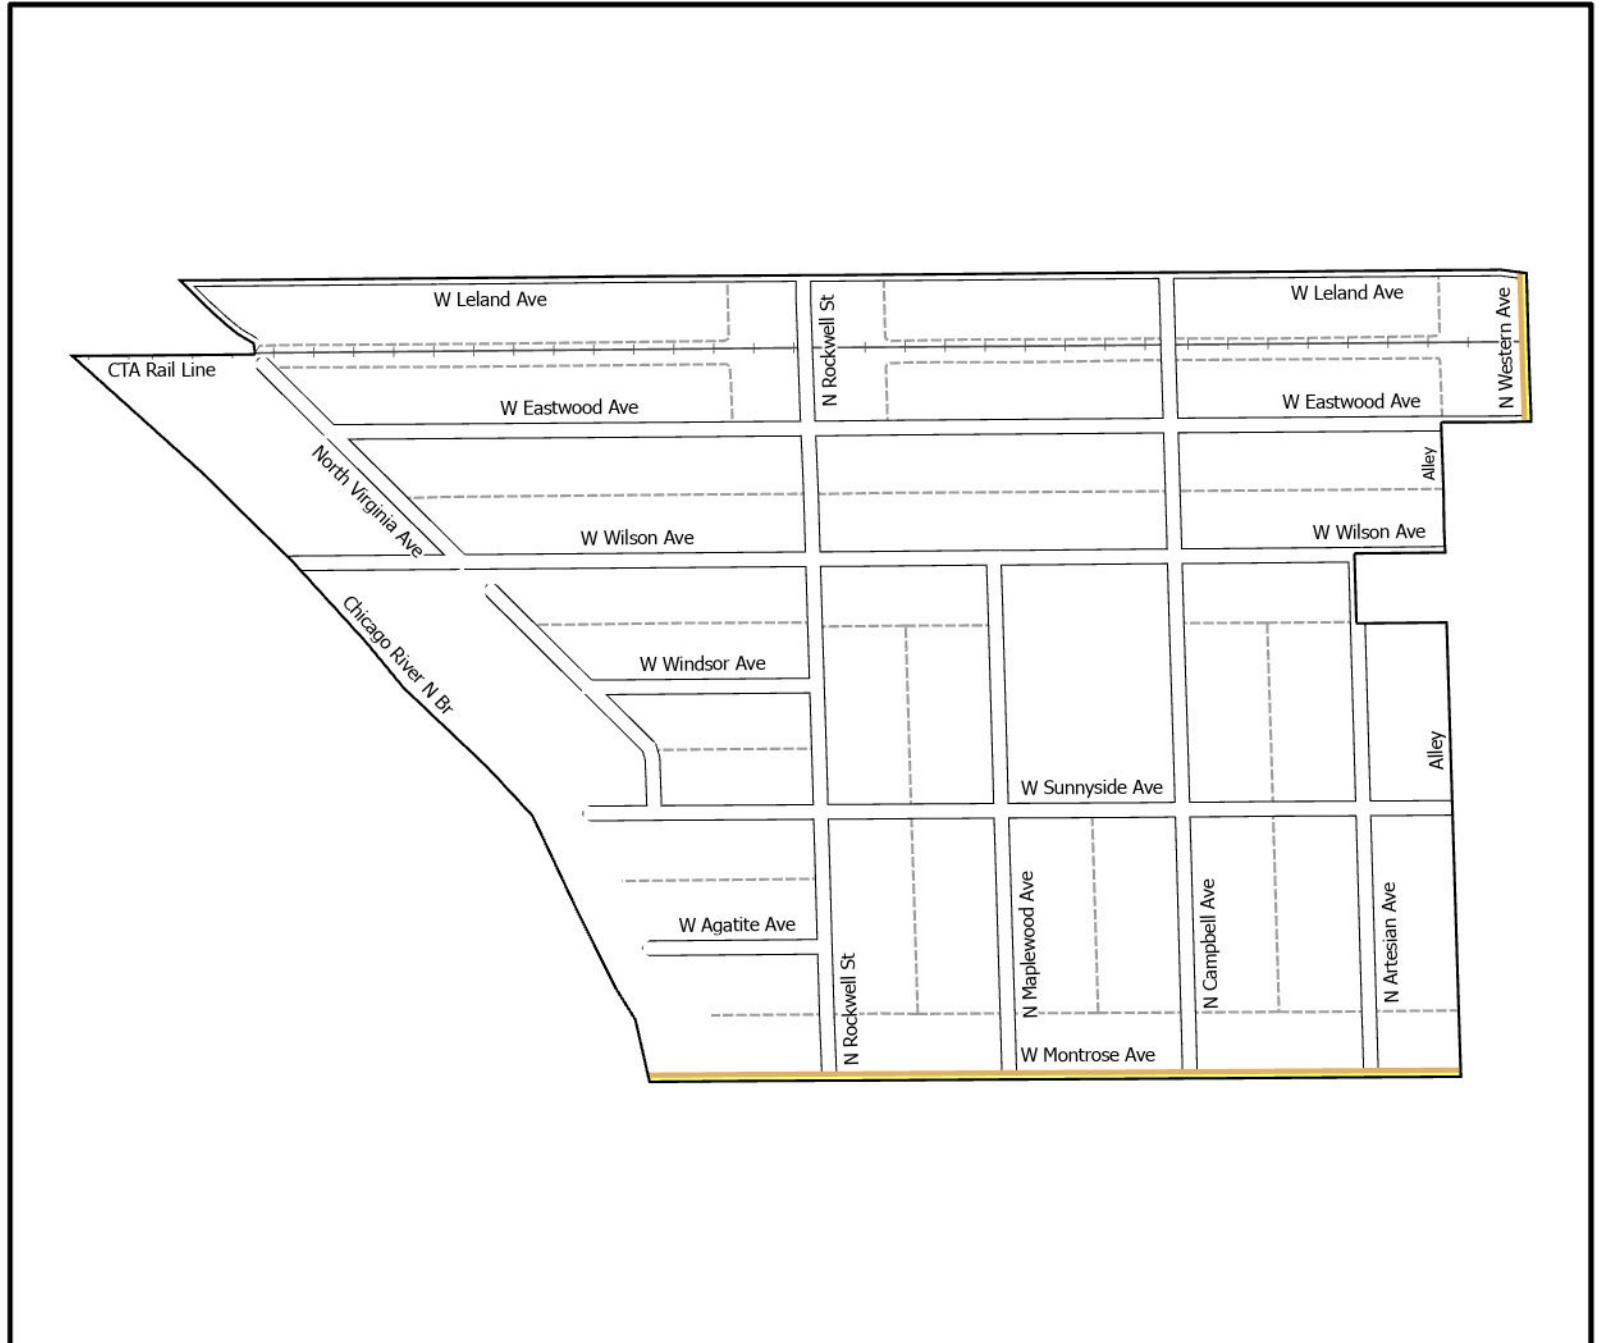 W Leland Ave
W Leland Ave
N Rockwell St
N Western Ave
CTA Rail Line
W Eastwood Ave
W Eastwood Ave
North Virginia Ave
Alley
W Wilson Ave
W Wilson Ave
Chicago River N Br
W Windsor Ave
Alley
W Sunnyside Ave
W Agatite Ave
N Rockwell St
N Maplewood Ave
N Campbell Ave
N Artesian Ave
W Montrose Ave